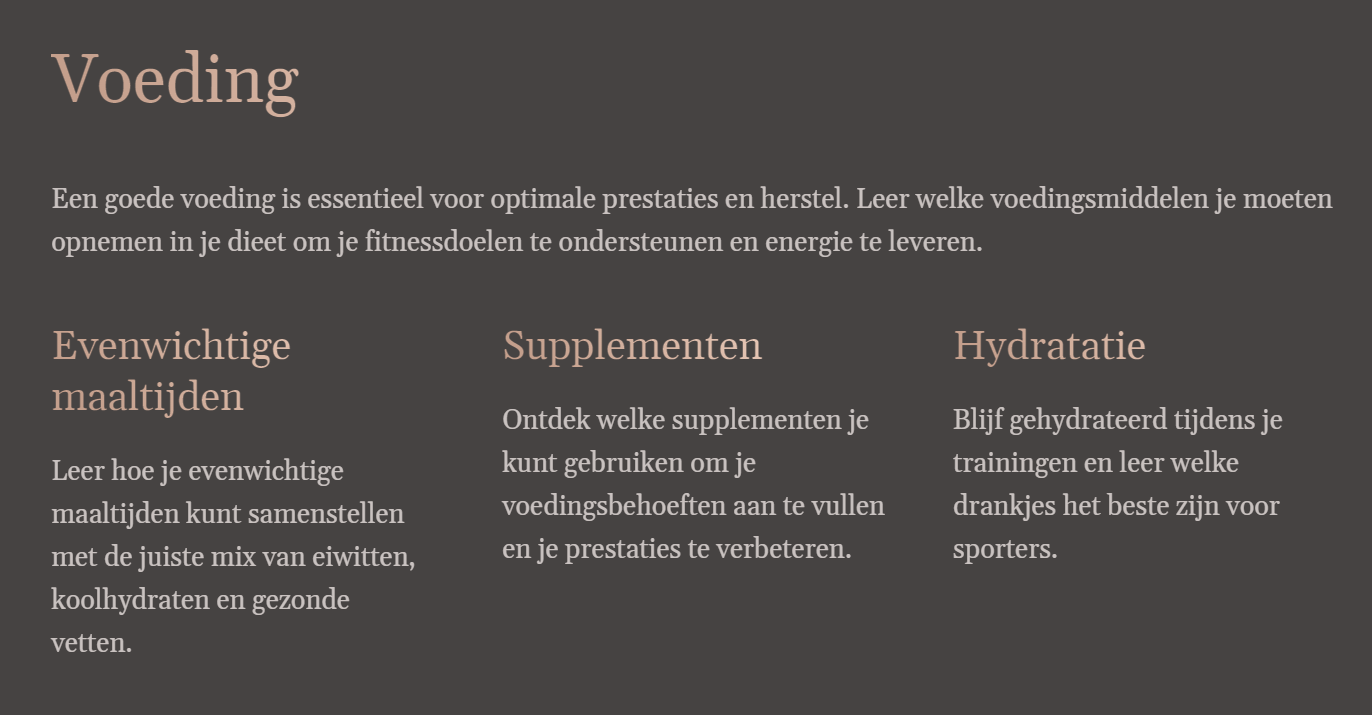 Voeding
Een goede voeding is essentieel voor optimale prestaties en herstel. Leer welke voedingsmiddelen je moeten
opnemen in je dieet om je fitnessdoelen te ondersteunen en energie te leveren.
Evenwichtige
maaltijden
Leer hoe je evenwichtige
maaltijden kunt samenstellen
met de juiste mix van eiwitten,
koolhydraten en gezonde
vetten.
Supplementen
Ontdek welke supplementen je
kunt gebruiken om je
voedingsbehoeften aan te vullen
en je prestaties te verbeteren.
Hydratatie
Blijf gehydrateerd tijdens je
trainingen en leer welke
drankjes het beste zijn voor
sporters.